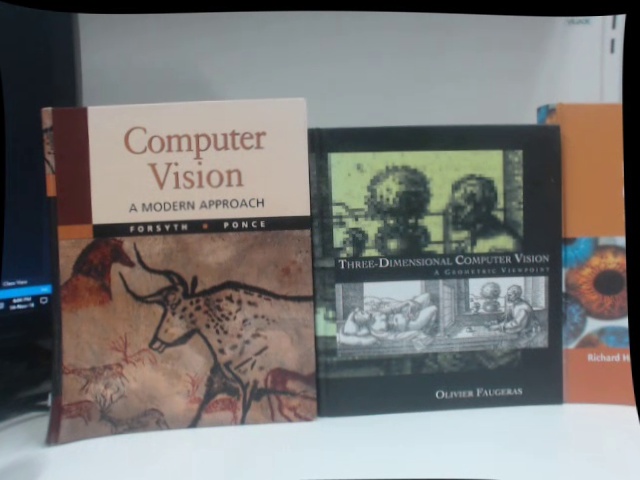 Computer
Vision
A MODERN APPROACH
FORSYTH ▪ PONCE
THREE-DIMENSIONAL COMPUTER VISION
A GEOMETRIC VIEWPOINT
OLIVIER FAUGERAS
Richard H